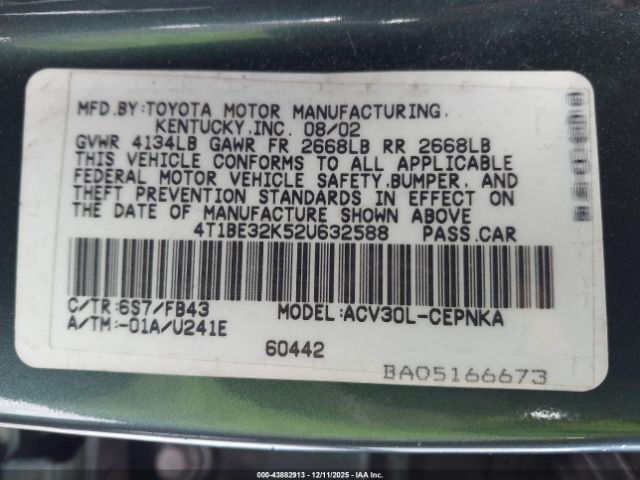 MFD.BY:TOYOTA MOTOR MANUFACTURING,
KENTUCKY,INC. 08/02
GVWR 4134LB GAWR FR 2668LB RR 2668LB
THIS VEHICLE CONFORMS TO ALL APPLICABLE
FEDERAL MOTOR VEHICLE SAFETY,BUMPER, AND
THEFT PREVENTION STANDARDS IN EFFECT ON
THE DATE OF MANUFACTURE SHOWN ABOVE
4T1BE32K52U632588 PASS.CAR
C/TR:6S7/FB43 MODEL:ACV30L-CEPNKA
A/TM:-01A/U241E
60442
BA05166673
000-43882913 | 12/11/2025 | IAA Inc.